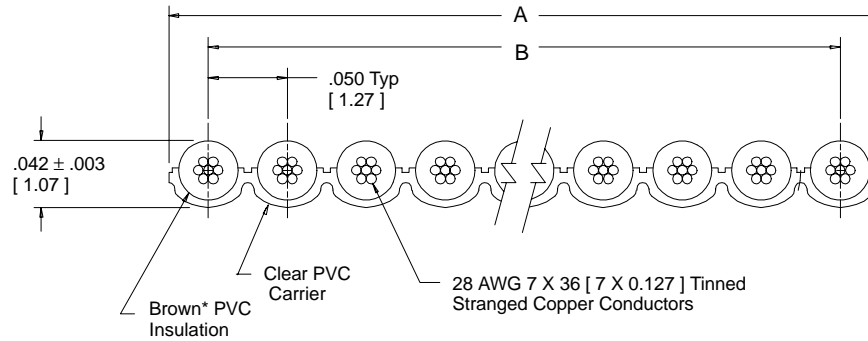 A
B
.050 Typ
[ 1.27 ]
.042 ± .003
[ 1.07 ]
Clear PVC
Carrier
Brown* PVC
Insulation
28 AWG 7 X 36 [ 7 X 0.127 ] Tinned
Stranged Copper Conductors